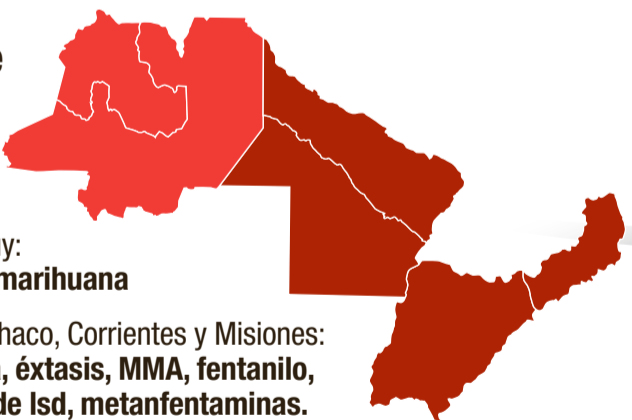 e
y:
marihuana
haco, Corrientes y Misiones:
, éxtasis, MMA, fentanilo,
de lsd, metanfentaminas.